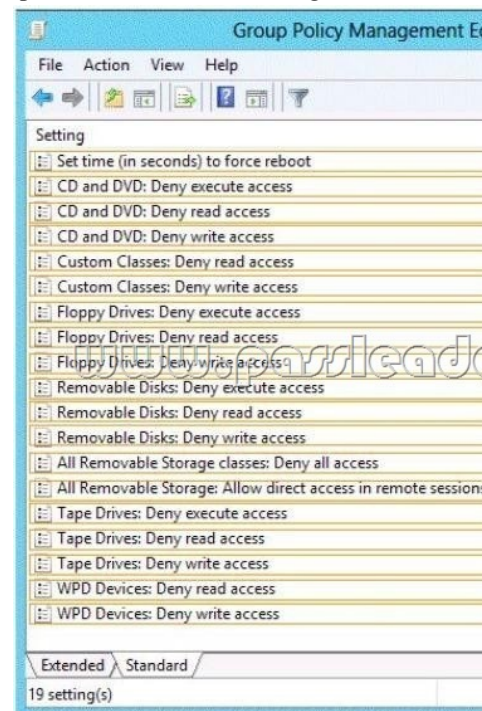 Group Policy Management E
File Action View Help
Setting
Set time (in seconds) to force reboot
CD and DVD: Deny execute access
CD and DVD: Deny read access
CD and DVD: Deny write access
Custom Classes: Deny read access
Custom Classes: Deny write access
Floppy Drives: Deny execute access
Floppy Drives: Deny read access
Floppy Drives: Deny write access
www.passlead
Removable Disks: Deny execute access
Removable Disks: Deny read access
Removable Disks: Deny write access
All Removable Storage classes: Deny all access
All Removable Storage: Allow direct access in remote sessions
Tape Drives: Deny execute access
Tape Drives: Deny read access
Tape Drives: Deny write access
WPD Devices: Deny read access
WPD Devices: Deny write access
Extended Standard
19 setting(s)